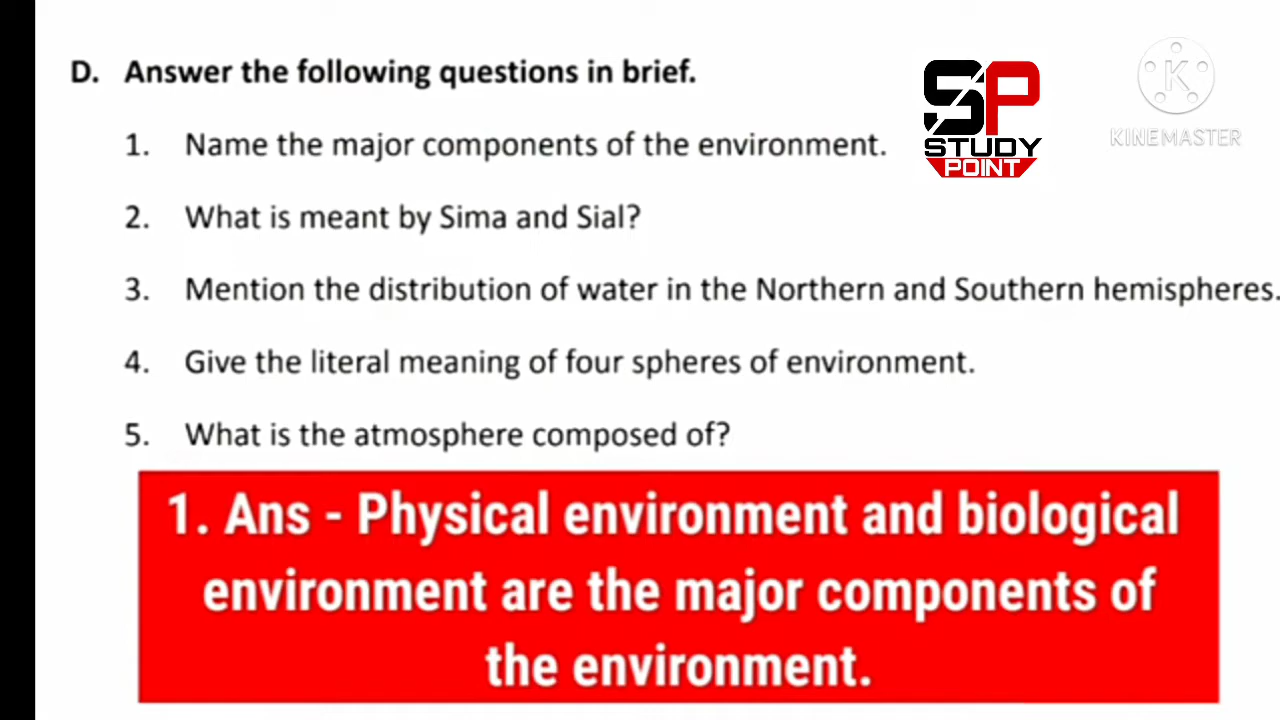 D. Answer the following questions in brief.
SP
STUDY
POINT
K
KINEMASTER
1. Name the major components of the environment.
2. What is meant by Sima and Sial?
3. Mention the distribution of water in the Northern and Southern hemispheres.
4. Give the literal meaning of four spheres of environment.
5. What is the atmosphere composed of?
1. Ans - Physical environment and biological
environment are the major components of
the environment.